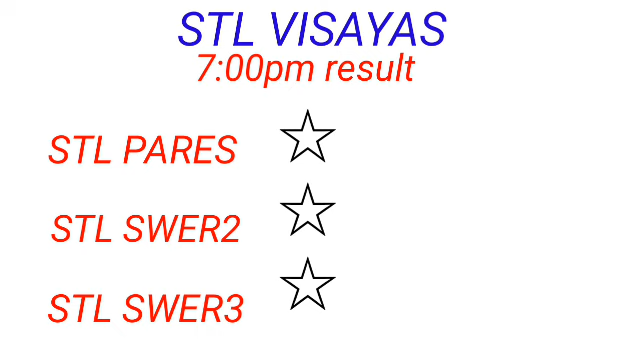 STL VISAYAS
7:00pm result
STL PARES
STL SWER2
STL SWER3